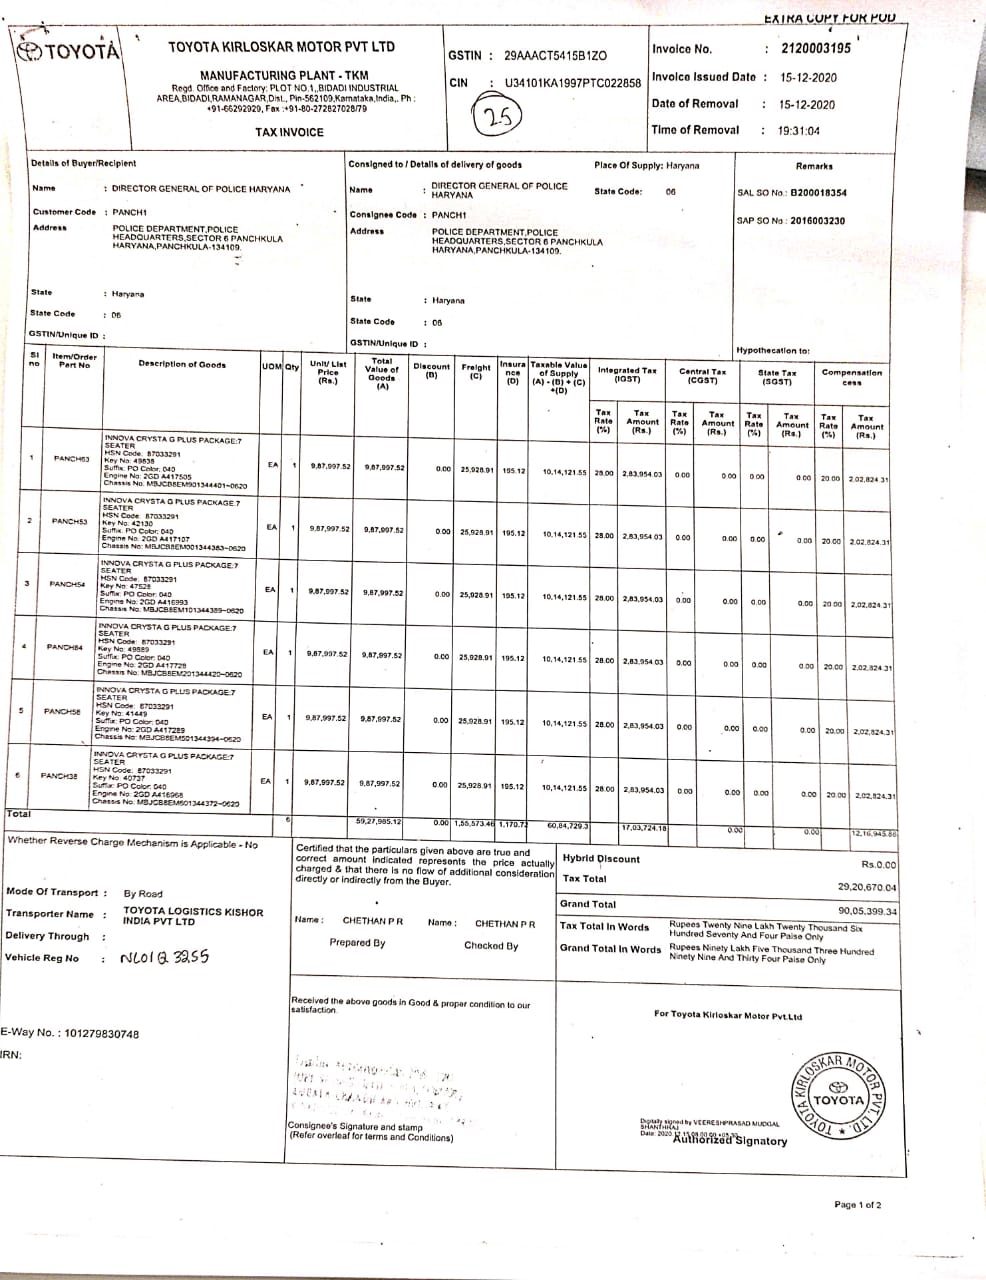 EXTRA COPY FOR POD
TOYOTA
TOYOTA KIRLOSKAR MOTOR PVT LTD
MANUFACTURING PLANT - TKM
Regd. Office and Factory: PLOT NO.1,,BIDADI INDUSTRIAL
AREA,BIDADI,RAMANAGAR,Dist., Pin-562109,Karnataka,India,. Ph :
+91-66292929, Fax :+91-80-272827028/79
TAX INVOICE
GSTIN : 29AAACT5415B1ZO
CIN : U34101KA1997PTC022858
25
Invoice No. : 2120003195
Invoice Issued Date : 15-12-2020
Date of Removal : 15-12-2020
Time of Removal : 19:31:04
Details of Buyer/Recipient
Name : DIRECTOR GENERAL OF POLICE HARYANA
Customer Code : PANCH1
Address POLICE DEPARTMENT,POLICE
HEADQUARTERS,SECTOR 6 PANCHKULA
HARYANA,PANCHKULA-134109.
State : Haryana
State Code : 06
GSTIN/Unique ID :
Consigned to / Details of delivery of goods
Place Of Supply: Haryana
Name : DIRECTOR GENERAL OF POLICE
HARYANA
State Code: 06
Consignee Code : PANCH1
Address POLICE DEPARTMENT,POLICE
HEADQUARTERS,SECTOR 6 PANCHKULA
HARYANA,PANCHKULA-134109.
State : Haryana
State Code : 06
GSTIN/Unique ID :
Remarks
SAL SO No.: B200018354
SAP SO No : 2016003230
Hypothecation to:
Sl no Item/Order Part No Description of Goods UOM Qty Unit/ List Price (Rs.) Total Value of Goods (A) Discount (B) Freight (C) Insura nce (D) Taxable Value of Supply (A) - (B) + (C) +(D) Integrated Tax (IGST) Central Tax (CGST) State Tax (SGST) Compensation cess
Tax Rate (%) Tax Amount (Rs.) Tax Rate (%) Tax Amount (Rs.) Tax Rate (%) Tax Amount (Rs.) Tax Rate (%) Tax Amount (Rs.)
INNOVA CRYSTA G PLUS PACKAGE:7
SEATER
HSN Code: 87033291
Key No: 49838
Suffix: PO Color: 040
Engine No: 2GD A417505
Chassis No: MBJCB8EM901344401-0620
1 PANCH63 EA 1 9,87,997.52 9,87,997.52 0.00 25,928.91 195.12 10,14,121.55 28.00 2,83,954.03 0.00 0.00 0.00 0.00 20.00 2,02,824.31
INNOVA CRYSTA G PLUS PACKAGE:7
SEATER
HSN Code: 87033291
Key No: 42130
Suffix: PO Color: 040
Engine No: 2GD A417107
Chassis No: MBJCB8EM001344383-0620
2 PANCH53 EA 1 9,87,997.52 9,87,997.52 0.00 25,928.91 195.12 10,14,121.55 28.00 2,83,954.03 0.00 0.00 0.00 0.00 20.00 2,02,824.31
INNOVA CRYSTA G PLUS PACKAGE:7
SEATER
HSN Code: 87033291
Key No: 47528
Suffix: PO Color: 040
Engine No: 2GD A416993
Chassis No: MBJCB8EM101344389-0620
3 PANCH54 EA 1 9,87,997.52 9,87,997.52 0.00 25,928.91 195.12 10,14,121.55 28.00 2,83,954.03 0.00 0.00 0.00 0.00 20.00 2,02,824.31
INNOVA CRYSTA G PLUS PACKAGE:7
SEATER
HSN Code: 87033291
Key No: 49889
Suffix: PO Color: 040
Engine No: 2GD A417728
Chassis No: MBJCB8EM201344420-0620
4 PANCH84 EA 1 9,87,997.52 9,87,997.52 0.00 25,928.91 195.12 10,14,121.55 28.00 2,83,954.03 0.00 0.00 0.00 0.00 20.00 2,02,824.31
INNOVA CRYSTA G PLUS PACKAGE:7
SEATER
HSN Code: 87033291
Key No: 41449
Suffix: PO Color: 040
Engine No: 2GD A417289
Chassis No: MBJCB8EM501344394-0620
5 PANCH58 EA 1 9,87,997.52 9,87,997.52 0.00 25,928.91 195.12 10,14,121.55 28.00 2,83,954.03 0.00 0.00 0.00 0.00 20.00 2,02,824.31
INNOVA CRYSTA G PLUS PACKAGE:7
SEATER
HSN Code: 87033291
Key No: 40737
Suffix: PO Color: 040
Engine No: 2GD A416968
Chassis No: MBJCB8EM601344372-0620
6 PANCH38 EA 1 9,87,997.52 9,87,997.52 0.00 25,928.91 195.12 10,14,121.55 28.00 2,83,954.03 0.00 0.00 0.00 0.00 20.00 2,02,824.31
Total 6 59,27,985.12 0.00 1,55,573.46 1,170.72 60,84,729.3 17,03,724.18 0.00 0.00 12,16,945.86
Whether Reverse Charge Mechanism is Applicable - No
Mode Of Transport : By Road
Transporter Name : TOYOTA LOGISTICS KISHOR
INDIA PVT LTD
Delivery Through :
Vehicle Reg No : NL01Q 3255
E-Way No. : 101279830748
IRN:
Certified that the particulars given above are true and
correct amount indicated represents the price actually
charged & that there is no flow of additional consideration
directly or indirectly from the Buyer.
Name : CHETHAN P R Name : CHETHAN P R
Prepared By Checked By
Hybrid Discount Rs.0.00
Tax Total 29,20,670.04
Grand Total 90,05,399.34
Tax Total In Words Rupees Twenty Nine Lakh Twenty Thousand Six
Hundred Seventy And Four Paise Only
Grand Total In Words Rupees Ninety Lakh Five Thousand Three Hundred
Ninety Nine And Thirty Four Paise Only
Received the above goods in Good & proper condition to our
satisfaction.
Consignee's Signature and stamp
(Refer overleaf for terms and Conditions)
For Toyota Kirloskar Motor Pvt.Ltd
TOYOTA KIRLOSKAR MOTOR PVT. LTD.
TOYOTA
Digitally signed by VEERESHPRASAD MUDGAL
SHANTHRAJ
Date: 2020.12.15
Authorized Signatory
Page 1 of 2